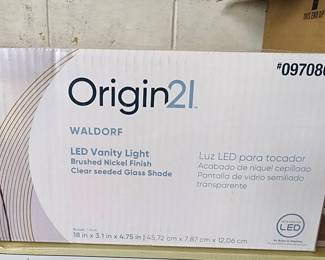 #097080
Origin21
WALDORF
LED Vanity Light
Brushed Nickel Finish
Clear seeded Glass Shade
Luz LED para tocador
Acabado de níquel cepillado
Pantalla de vidrio semillado
transparente
18 in x 3.1 in x 4.75 in | 45,72 cm x 7,87 cm x 12,06 cm
LED